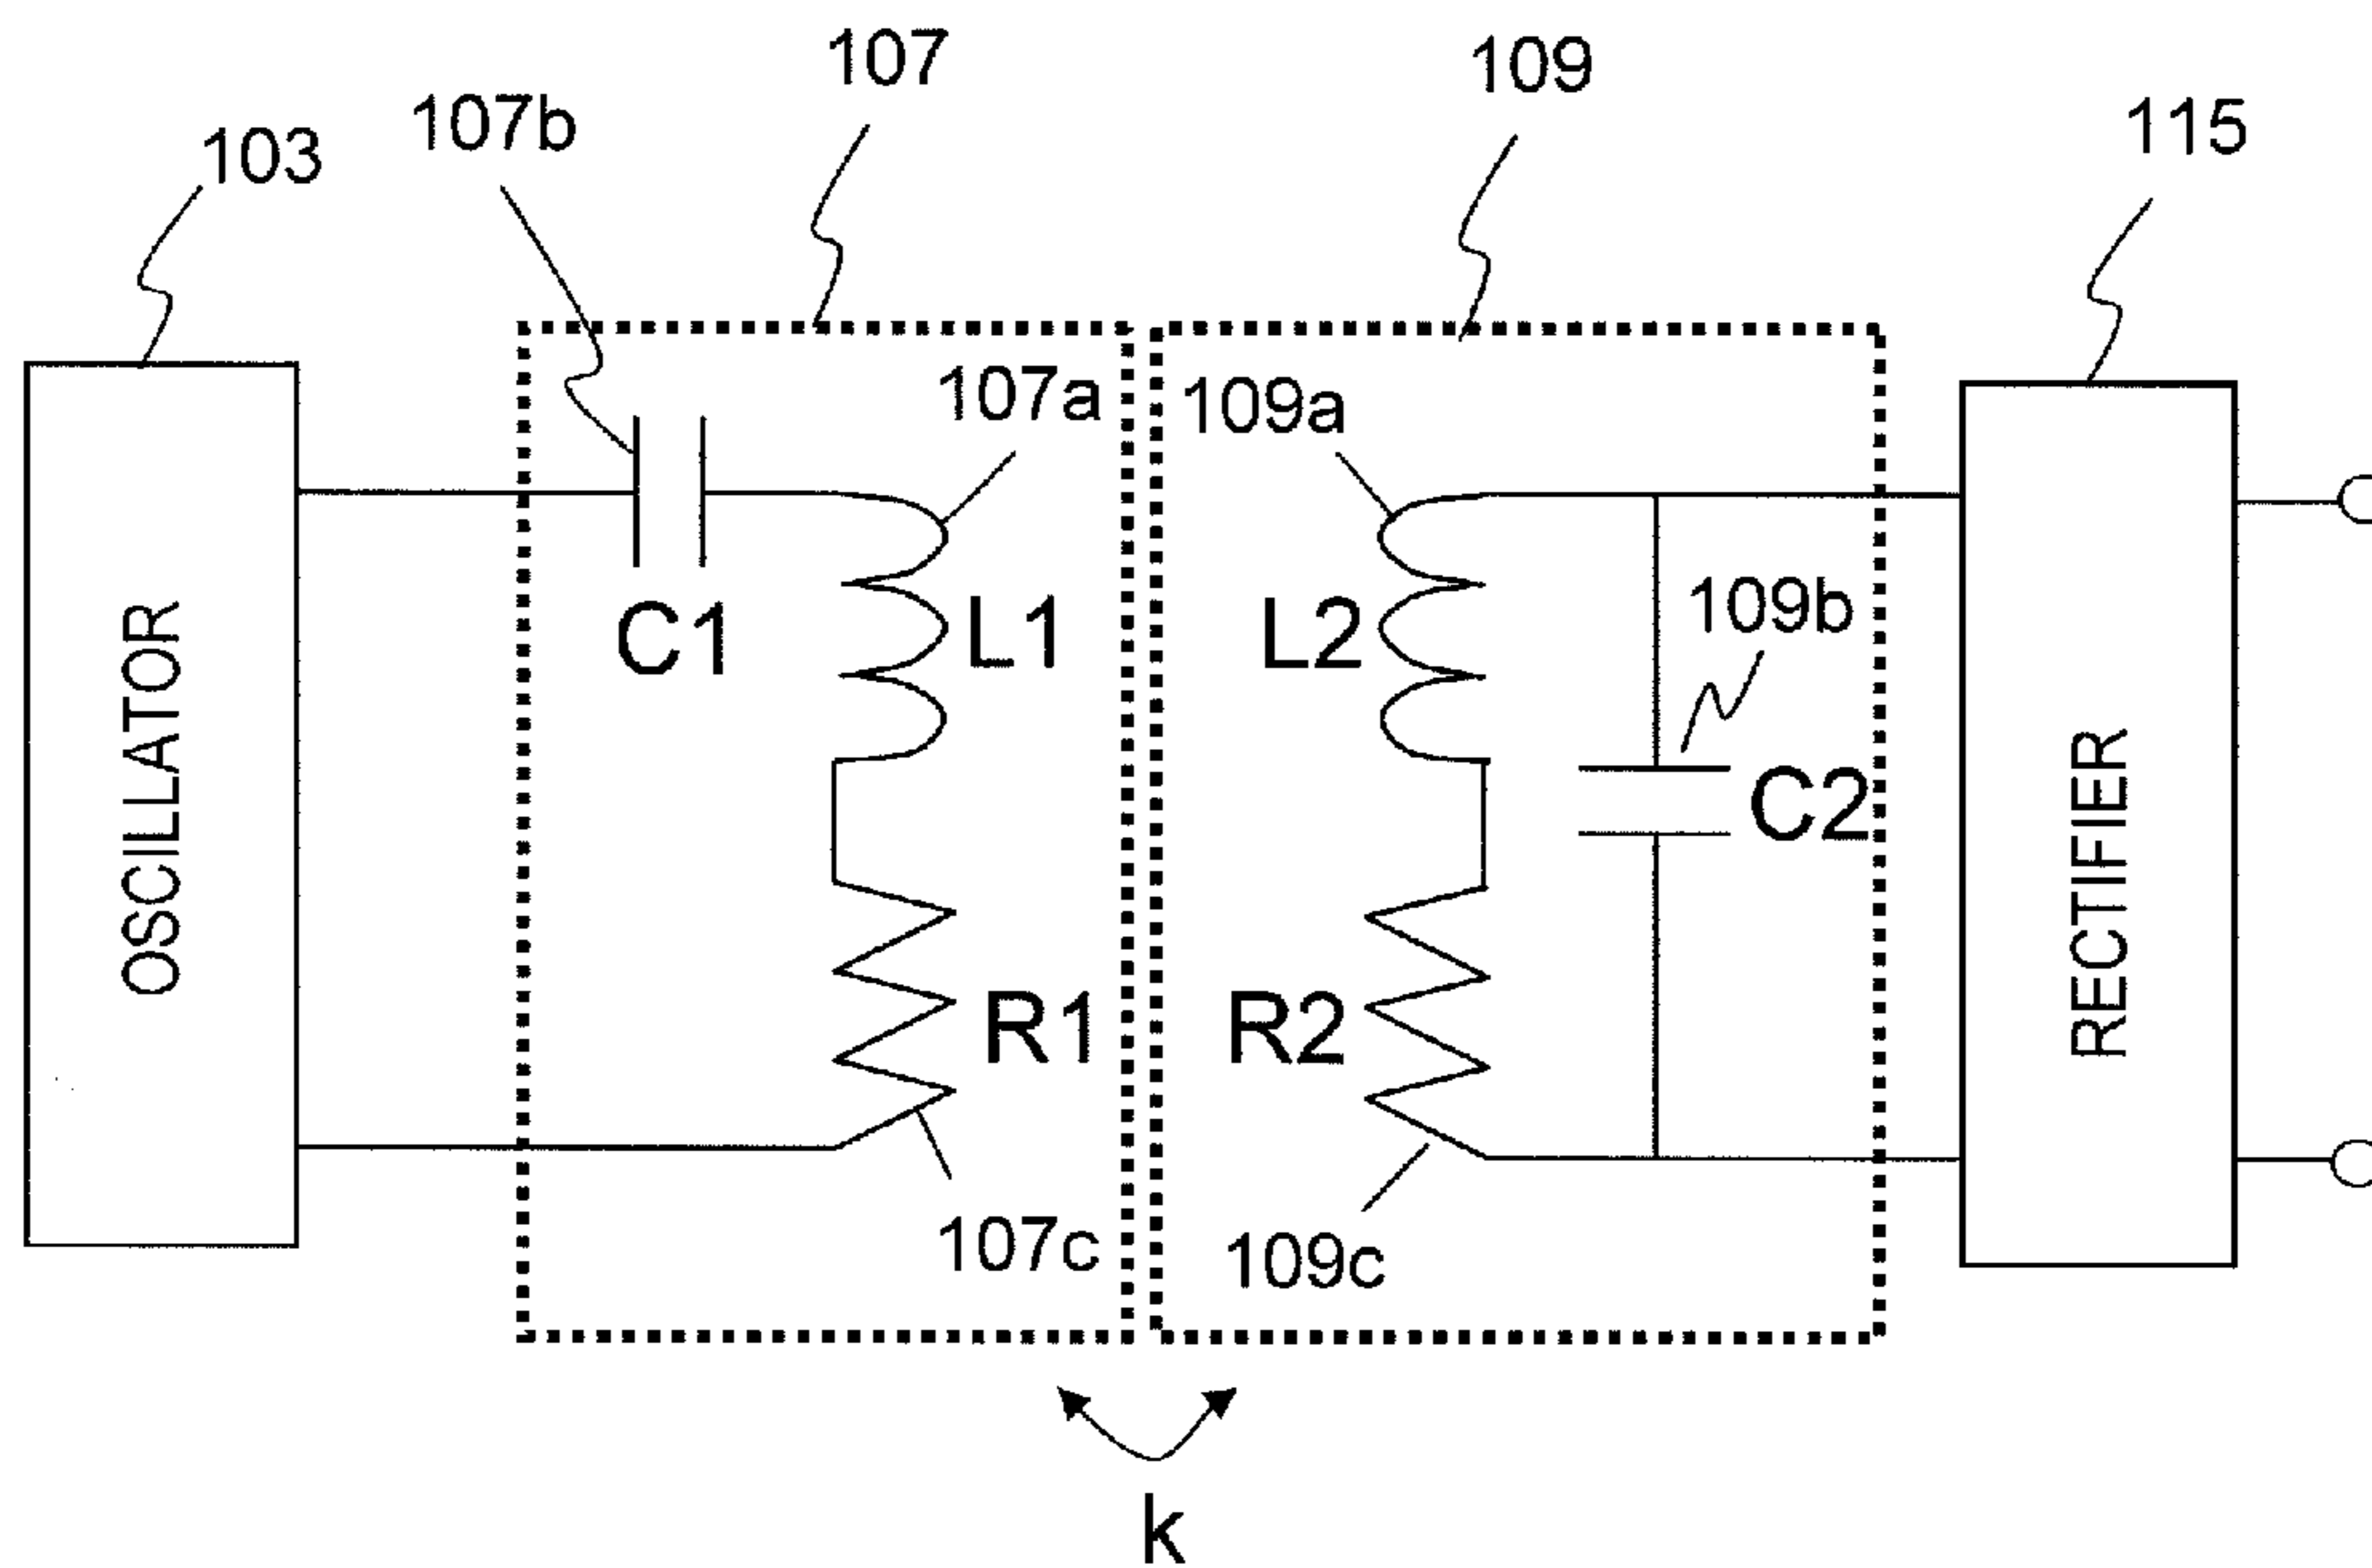 107
109
107b
103
115
107a
109a
C1
L1
L2
109b
OSCILLATOR
C2
RECTIFIER
R1
R2
107c
109c
k